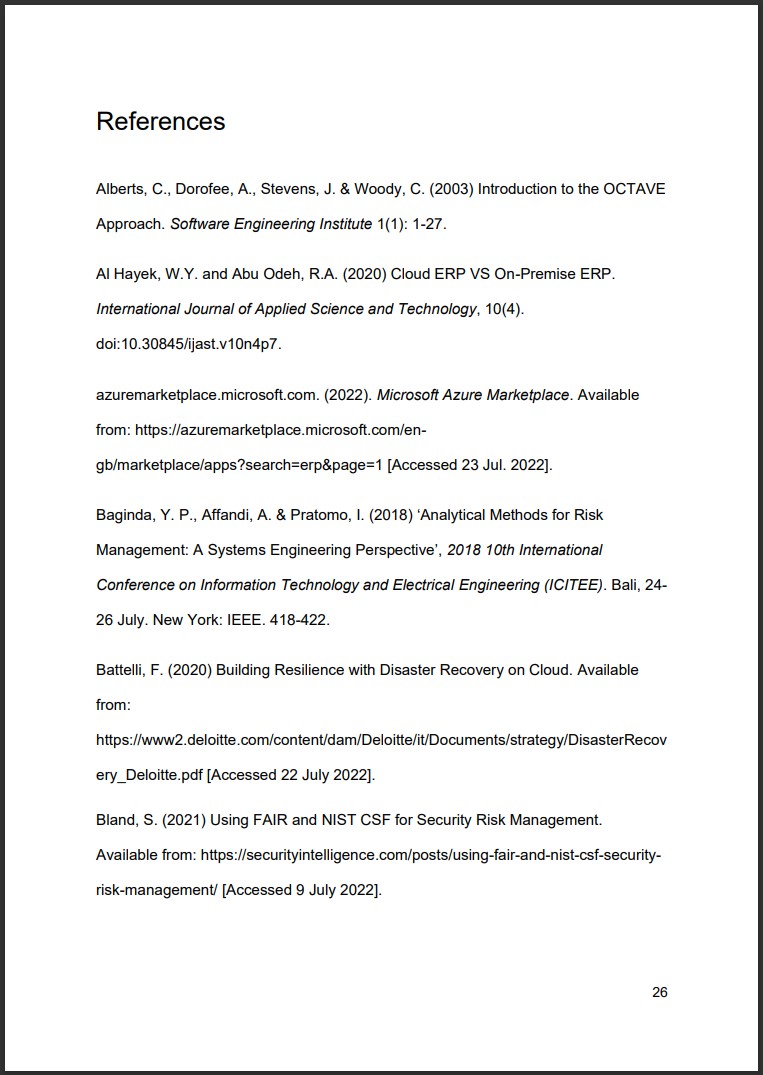 References
Alberts, C., Dorofee, A., Stevens, J. & Woody, C. (2003) Introduction to the OCTAVE
Approach. Software Engineering Institute 1(1): 1-27.
Al Hayek, W.Y. and Abu Odeh, R.A. (2020) Cloud ERP VS On-Premise ERP.
International Journal of Applied Science and Technology, 10(4).
doi:10.30845/ijast.v10n4p7.
azuremarketplace.microsoft.com. (2022). Microsoft Azure Marketplace. Available
from: https://azuremarketplace.microsoft.com/en-
gb/marketplace/apps?search=erp&page=1 [Accessed 23 Jul. 2022].
Baginda, Y. P., Affandi, A. & Pratomo, I. (2018) ‘Analytical Methods for Risk
Management: A Systems Engineering Perspective’, 2018 10th International
Conference on Information Technology and Electrical Engineering (ICITEE). Bali, 24-
26 July. New York: IEEE. 418-422.
Battelli, F. (2020) Building Resilience with Disaster Recovery on Cloud. Available
from:
https://www2.deloitte.com/content/dam/Deloitte/it/Documents/strategy/DisasterRecov
ery_Deloitte.pdf [Accessed 22 July 2022].
Bland, S. (2021) Using FAIR and NIST CSF for Security Risk Management.
Available from: https://securityintelligence.com/posts/using-fair-and-nist-csf-security-
risk-management/ [Accessed 9 July 2022].
26